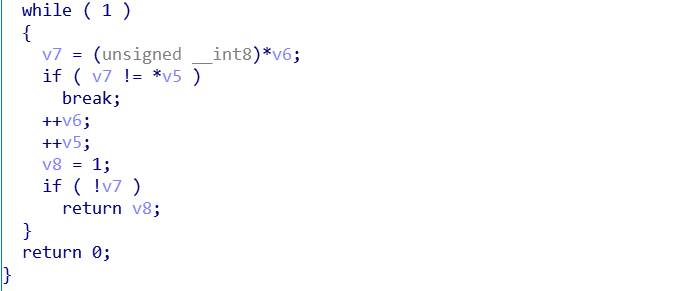 while ( 1 )
{
v7 = (unsigned __int8)*v6;
if ( v7 != *v5 )
break;
++v6;
++v5;
v8 = 1;
if ( !v7 )
return v8;
}
return 0;
}